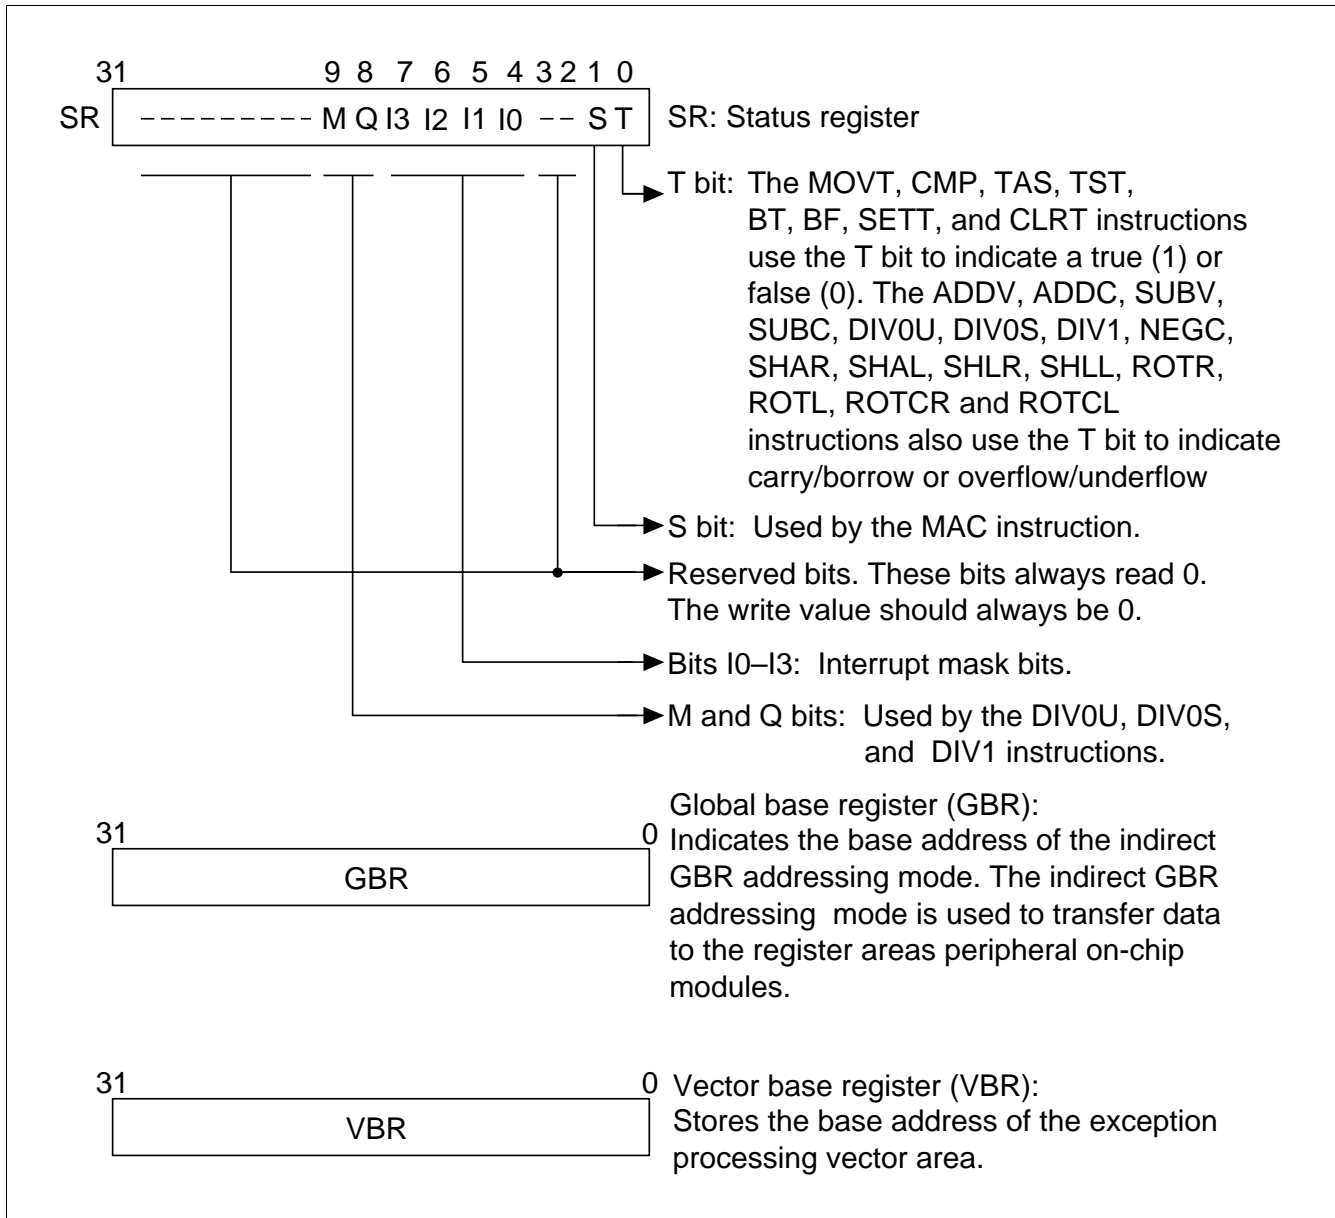 31 9 8 7 6 5 4 3 2 1 0
SR --------- M Q I3 I2 I1 I0 -- S T SR: Status register
T bit: The MOVT, CMP, TAS, TST,
BT, BF, SETT, and CLRT instructions
use the T bit to indicate a true (1) or
false (0). The ADDV, ADDC, SUBV,
SUBC, DIV0U, DIV0S, DIV1, NEGC,
SHAR, SHAL, SHLR, SHLL, ROTR,
ROTL, ROTCR and ROTCL
instructions also use the T bit to indicate
carry/borrow or overflow/underflow
S bit: Used by the MAC instruction.
Reserved bits. These bits always read 0.
The write value should always be 0.
Bits I0–I3: Interrupt mask bits.
M and Q bits: Used by the DIV0U, DIV0S,
and DIV1 instructions.
Global base register (GBR):
31 0 Indicates the base address of the indirect
GBR GBR addressing mode. The indirect GBR
addressing mode is used to transfer data
to the register areas peripheral on-chip
modules.
31 0 Vector base register (VBR):
VBR Stores the base address of the exception
processing vector area.